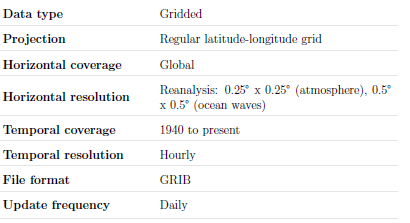 Data type Gridded
Projection Regular latitude-longitude grid
Horizontal coverage Global
Horizontal resolution Reanalysis: 0.25° x 0.25° (atmosphere), 0.5°
x 0.5° (ocean waves)
Temporal coverage 1940 to present
Temporal resolution Hourly
File format GRIB
Update frequency Daily